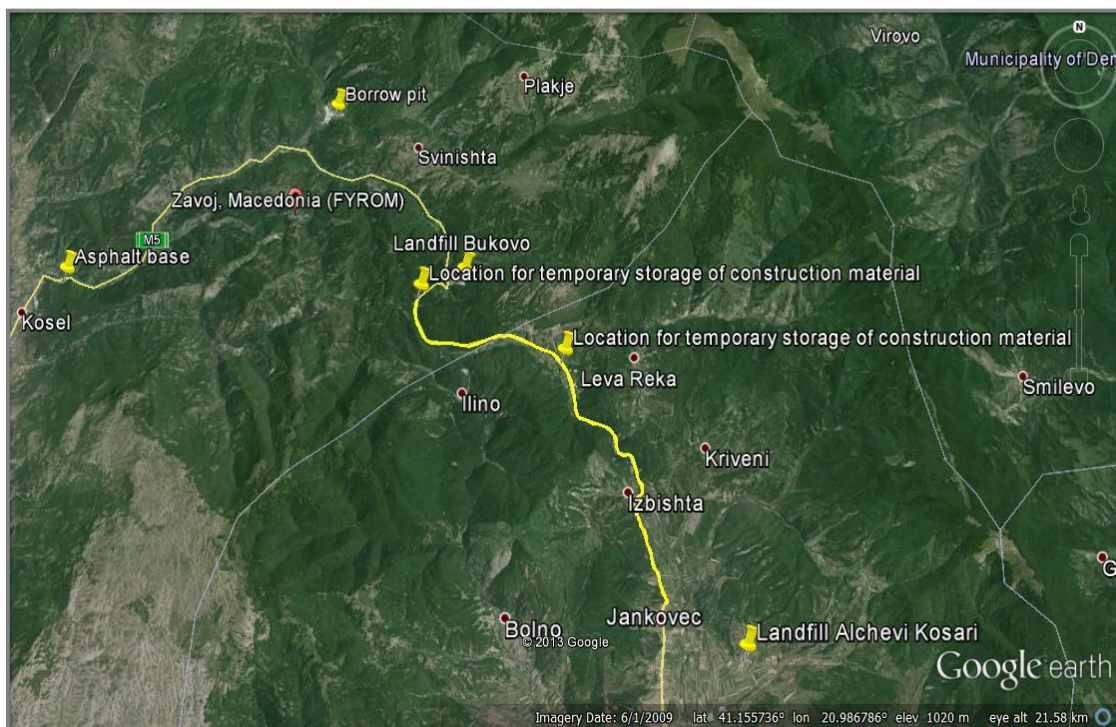 Virovo
N
Municipality of Der
Plakje
Borrow pit
Svinishta
Zavoj, Macedonia (FYROM)
M5
Landfill Bukovo
Asphalt base
Location for temporary storage of construction material
Kosel
Location for temporary storage of construction material
Leva Reka
Smilevo
Ilino
Kriveni
Izbishta
G
Jankovec
Bolno
Landfill Alchevi Kosari
© 2013 Google
Google earth
Imagery Date: 6/1/2009 lat 41.155736° lon 20.986786° elev 1020 m eye alt 21.58 km